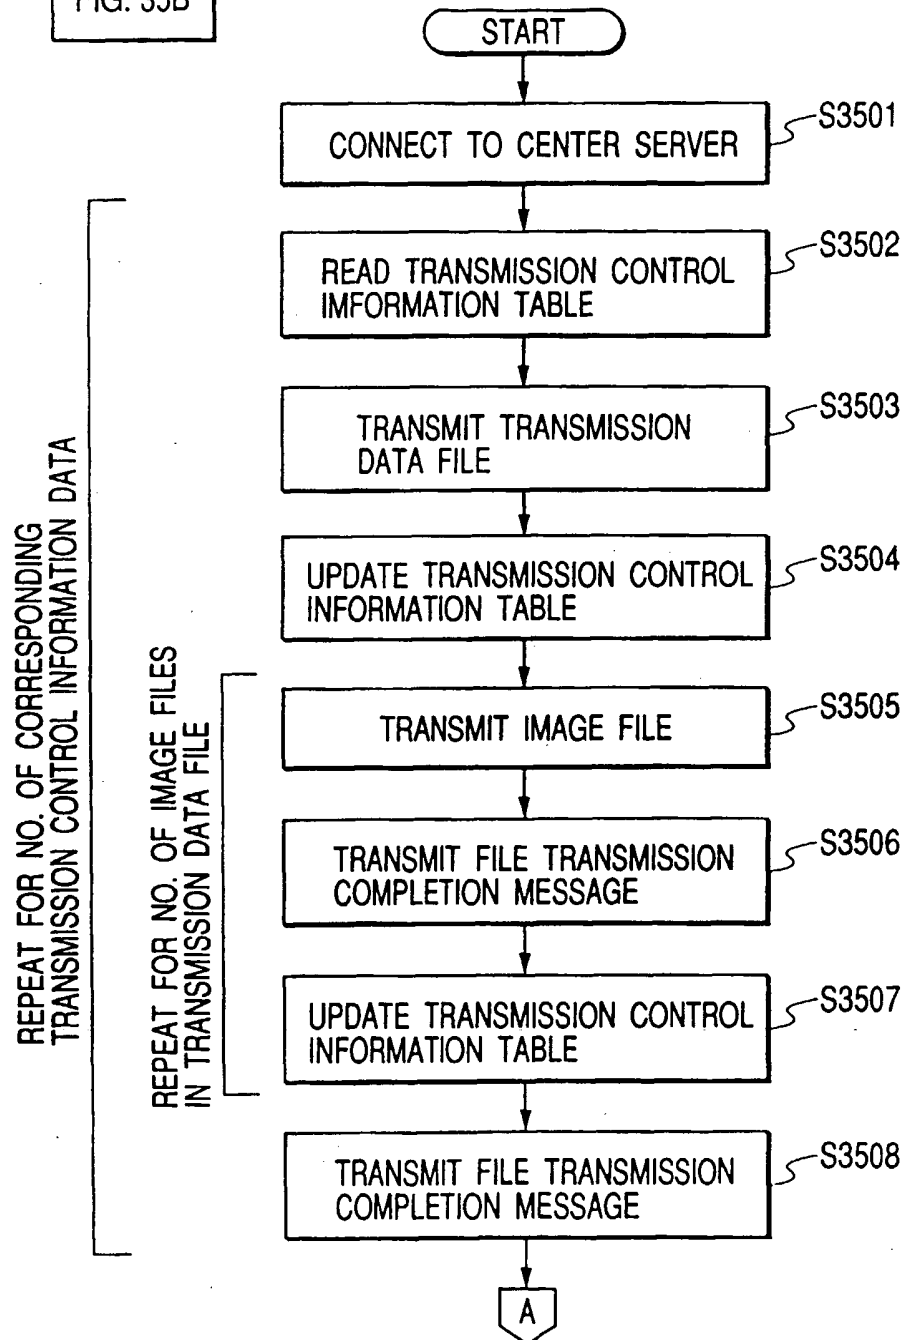 FIG. 35B
START
CONNECT TO CENTER SERVER
S3501
READ TRANSMISSION CONTROL
IMFORMATION TABLE
S3502
TRANSMIT TRANSMISSION
DATA FILE
S3503
UPDATE TRANSMISSION CONTROL
INFORMATION TABLE
S3504
TRANSMIT IMAGE FILE
S3505
TRANSMIT FILE TRANSMISSION
COMPLETION MESSAGE
S3506
UPDATE TRANSMISSION CONTROL
INFORMATION TABLE
S3507
TRANSMIT FILE TRANSMISSION
COMPLETION MESSAGE
S3508
A
REPEAT FOR NO. OF CORRESPONDING
TRANSMISSION CONTROL INFORMATION DATA
REPEAT FOR NO. OF IMAGE FILES
IN TRANSMISSION DATA FILE